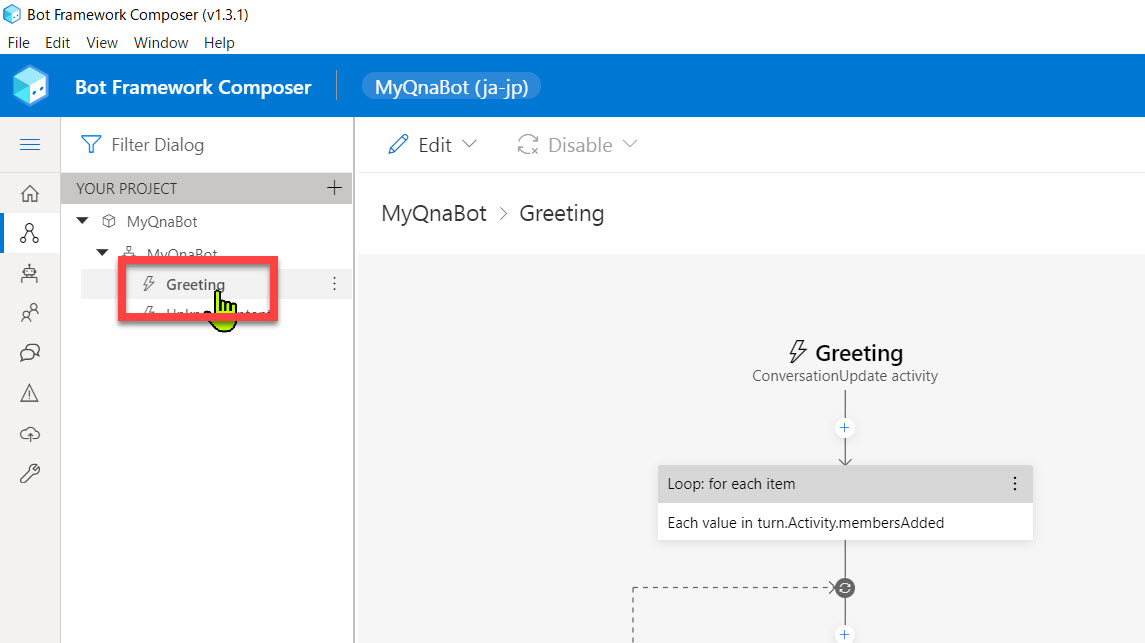 Bot Framework Composer (v1.3.1)
File Edit View Window Help
Bot Framework Composer MyQnaBot (ja-jp)
Filter Dialog
Edit Disable
YOUR PROJECT
MyQnaBot
MyQnaBot > Greeting
MyQnaBot
Greeting
Greeting
ConversationUpdate activity
Loop: for each item
Each value in turn.Activity.membersAdded